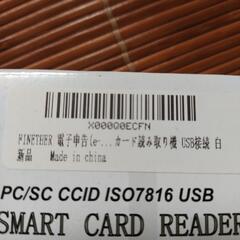 X000Q0ECFN
FINETHER 電子申告(e-...カード読み取り機 USB接続 白
新品 Made in china
PC/SC CCID ISO7816 USB
SMART CARD READER